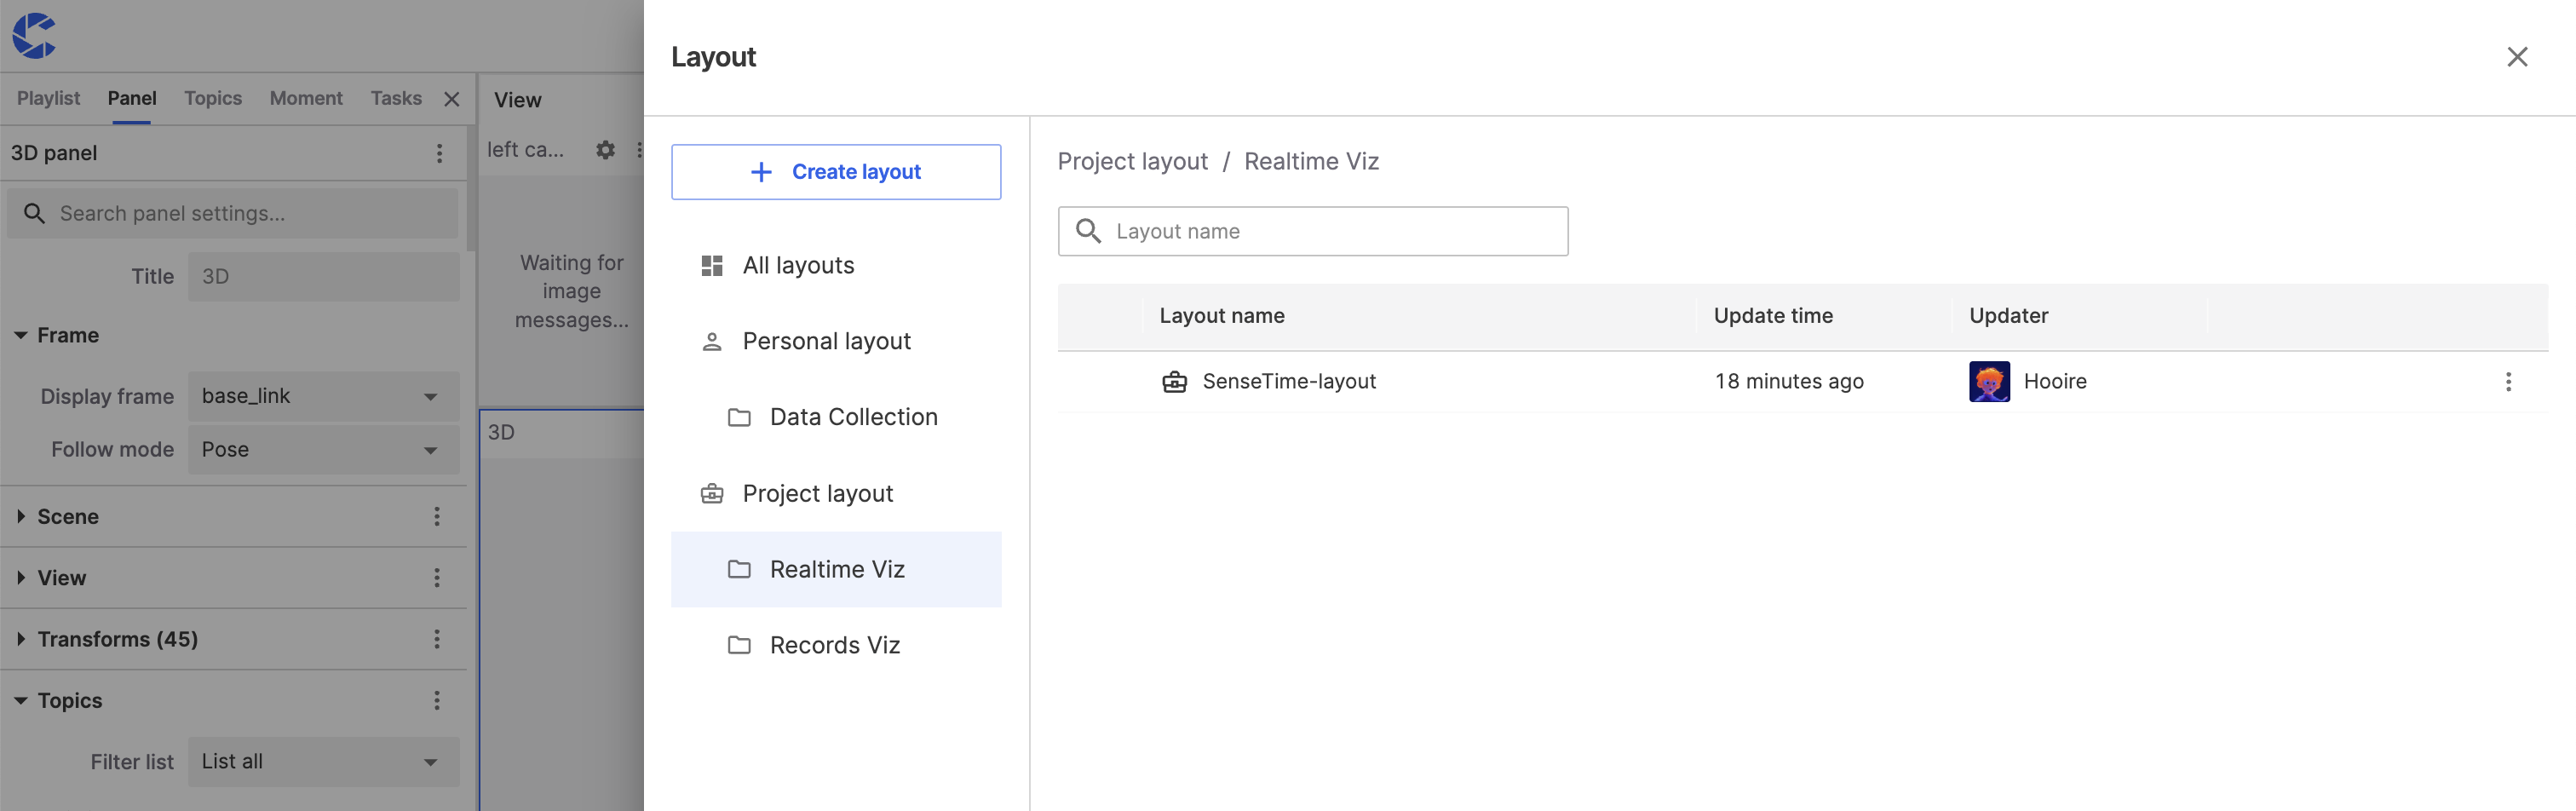 Playlist Panel Topics Moment Tasks
3D panel
Search panel settings...
Title 3D
Frame
Display frame base_link
Follow mode Pose
Scene
View
Transforms (45)
Topics
Filter list List all
View
left ca...
Waiting for
image
messages...
3D
Layout
Create layout
All layouts
Personal layout
Data Collection
Project layout
Realtime Viz
Records Viz
Project layout / Realtime Viz
Layout name
Layout name Update time Updater
SenseTime-layout 18 minutes ago Hooire